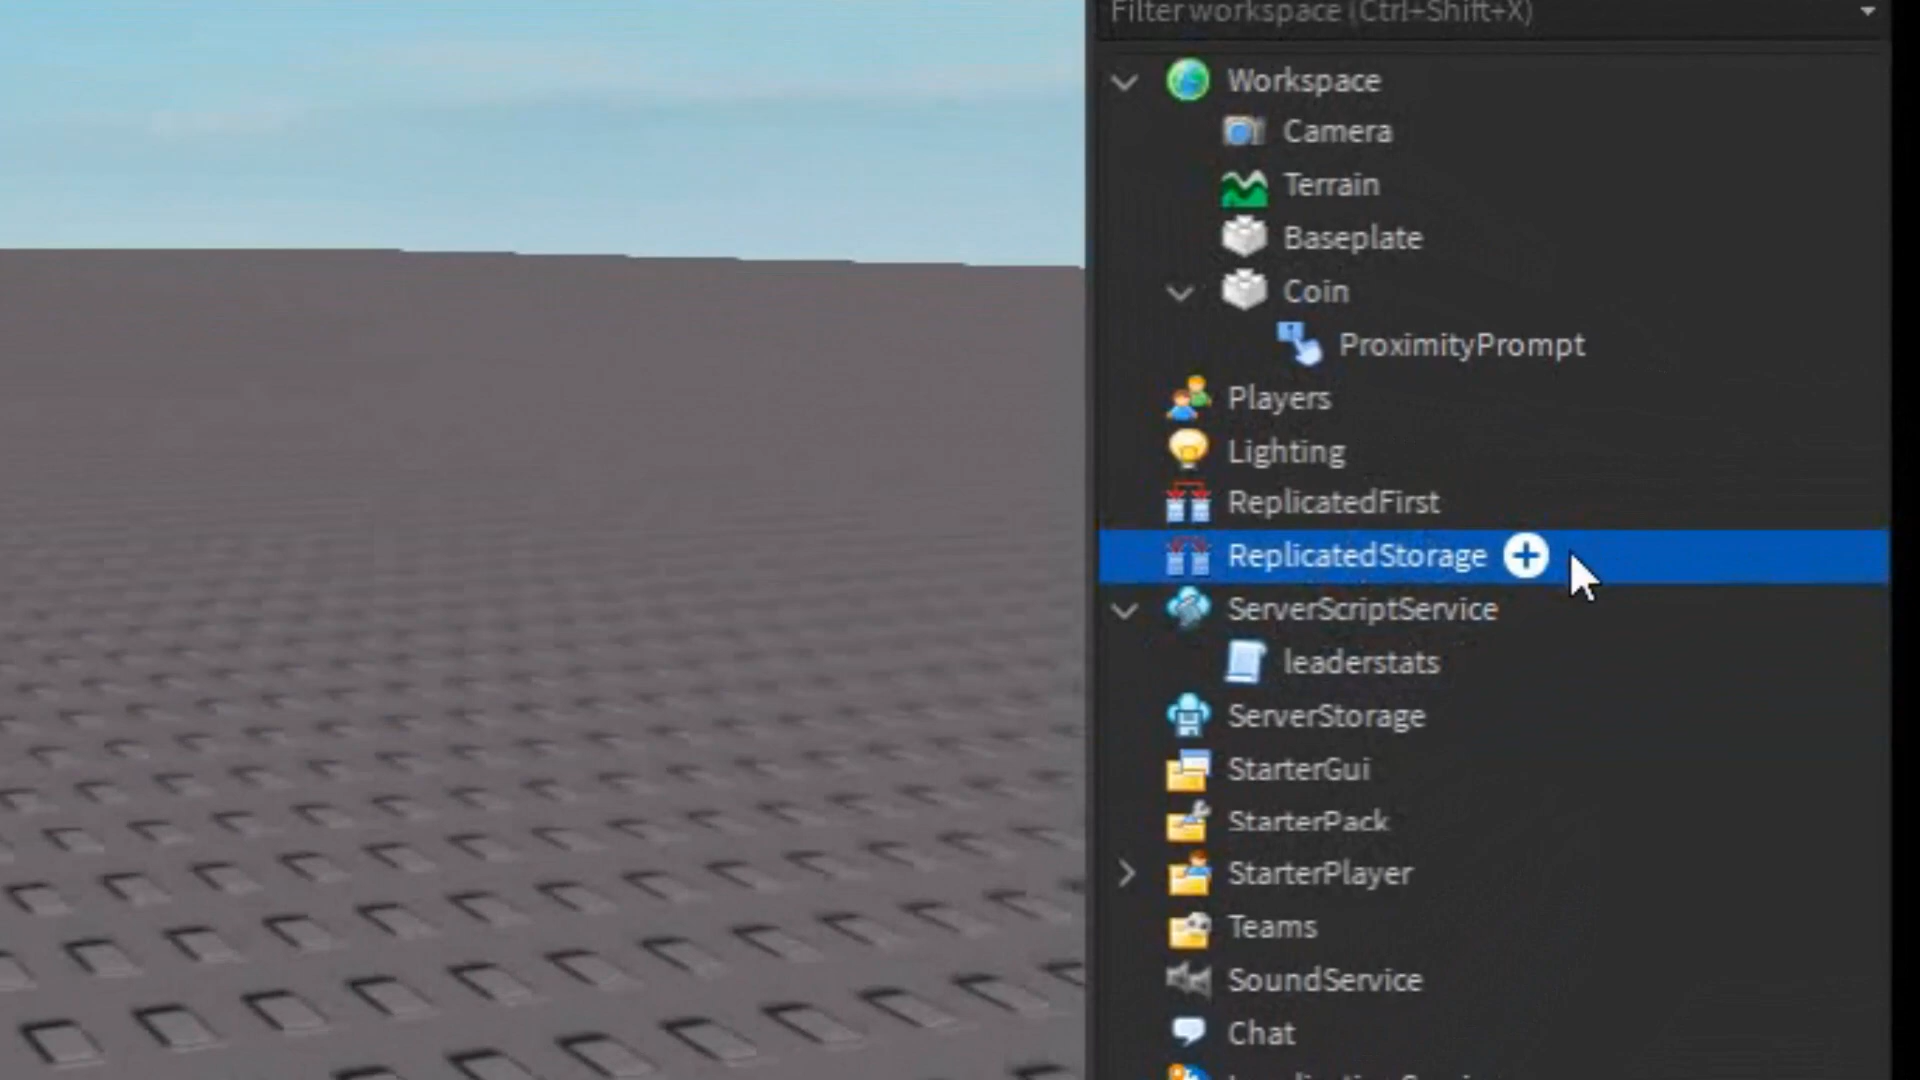 Filter workspace (Ctrl+Shift+X)
Workspace
Camera
Terrain
Baseplate
Coin
ProximityPrompt
Players
Lighting
ReplicatedFirst
ReplicatedStorage
ServerScriptService
leaderstats
ServerStorage
StarterGui
StarterPack
StarterPlayer
Teams
SoundService
Chat